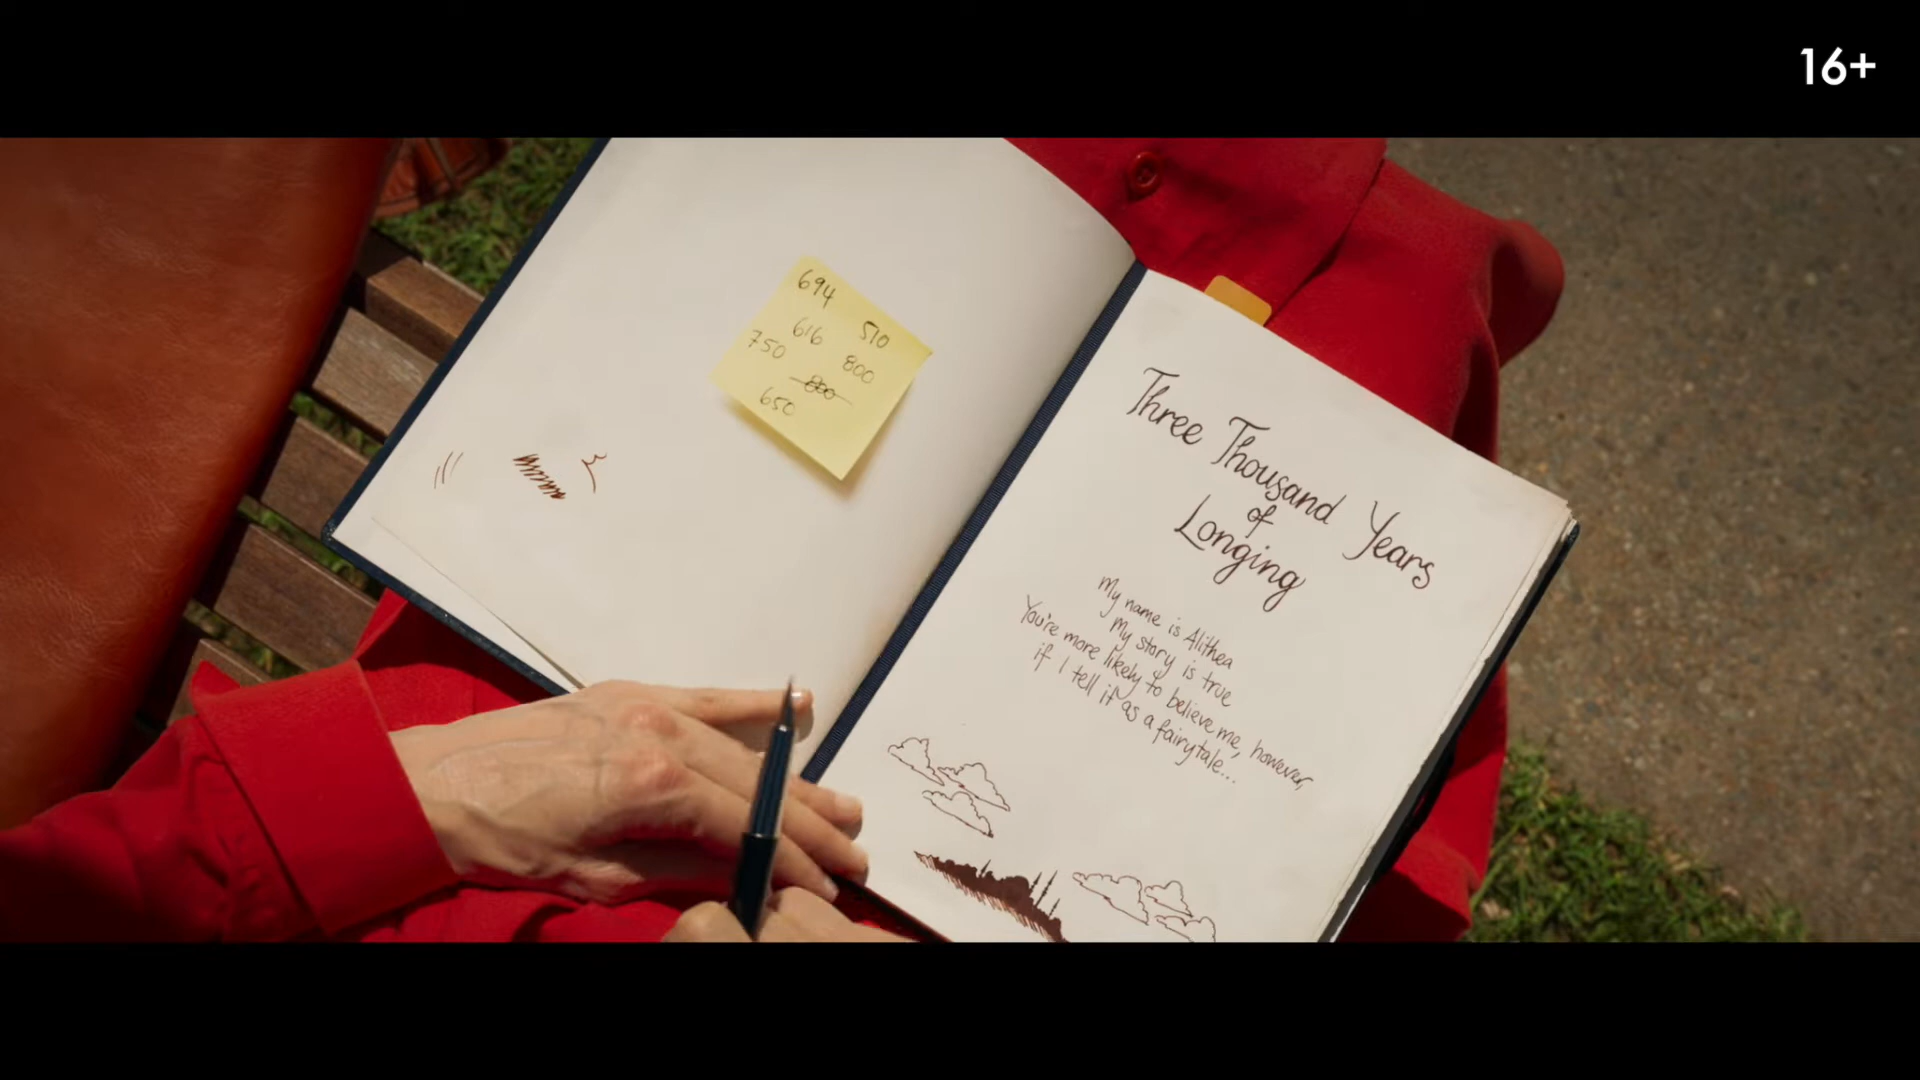 16+
694
616 510
750 800
800
650
Three Thousand Years
of
Longing
My name is Alithea
My story is true
You're more likely to believe me, however,
if I tell it as a fairytale...